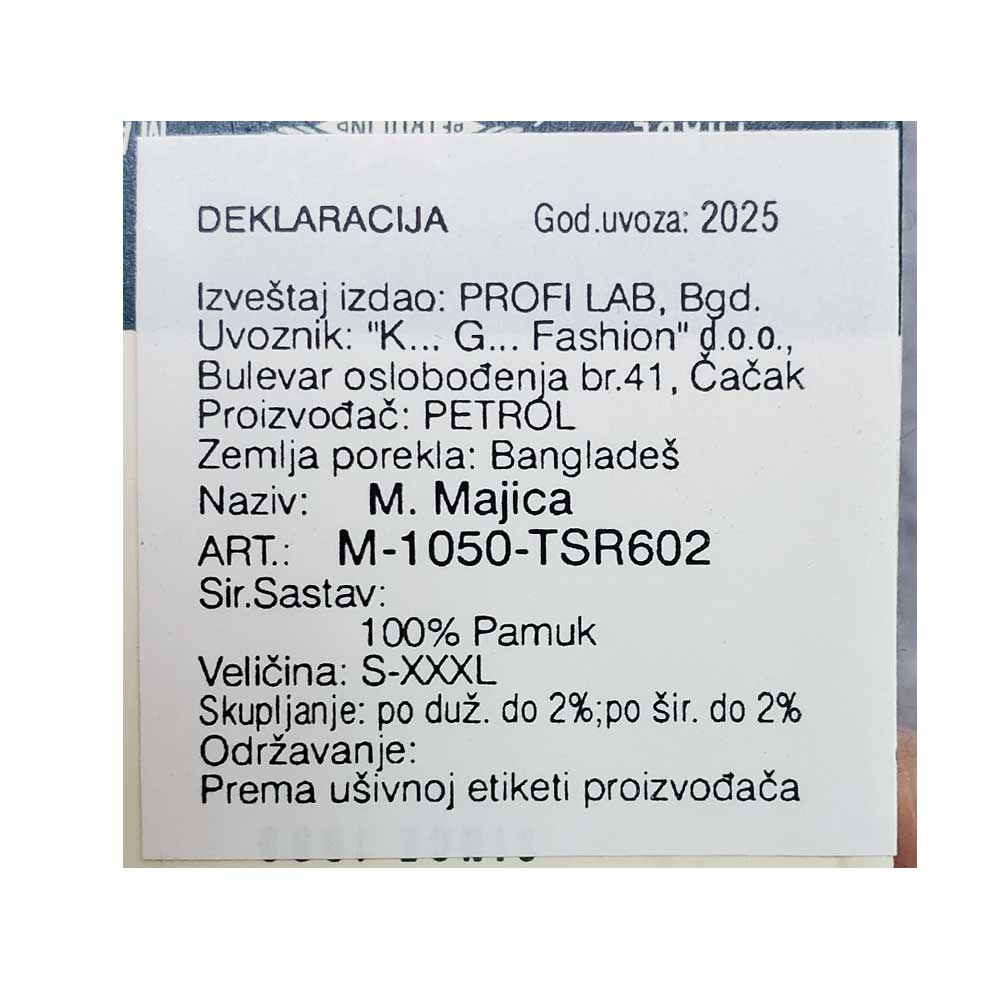 DEKLARACIJA God.uvoza: 2025
Izveštaj izdao: PROFI LAB, Bgd.
Uvoznik: "K... G... Fashion" d.o.o.,
Bulevar oslobođenja br.41, Čačak
Proizvođač: PETROL
Zemlja porekla: Bangladeš
Naziv: M. Majica
ART.: M-1050-TSR602
Sir.Sastav:
100% Pamuk
Veličina: S-XXXL
Skupljanje: po duž. do 2%;po šir. do 2%
Održavanje:
Prema ušivnoj etiketi proizvođača